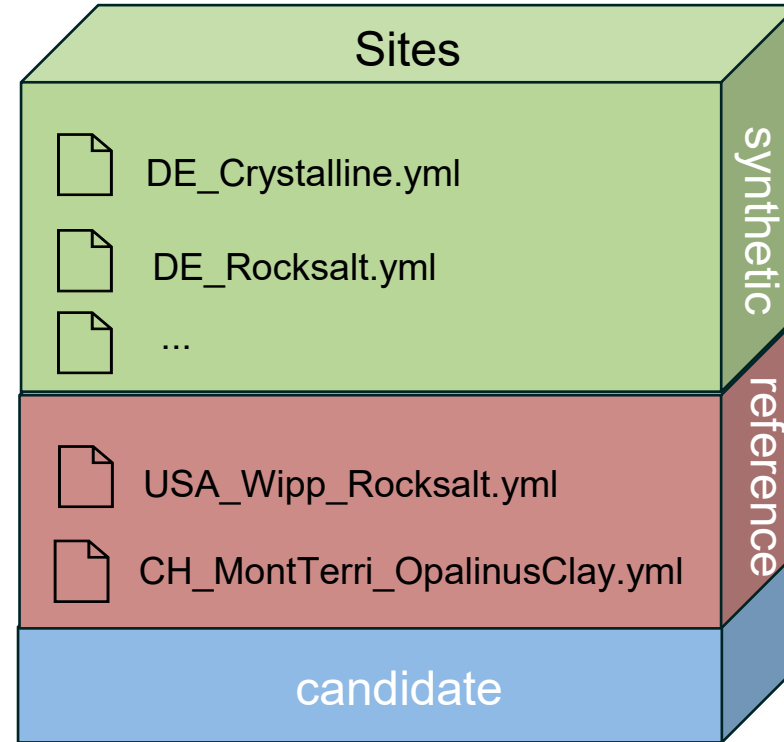 Sites
DE_Crystalline.yml
DE_Rocksalt.yml
...
synthetic
USA_Wipp_Rocksalt.yml
CH_MontTerri_OpalinusClay.yml
reference
candidate